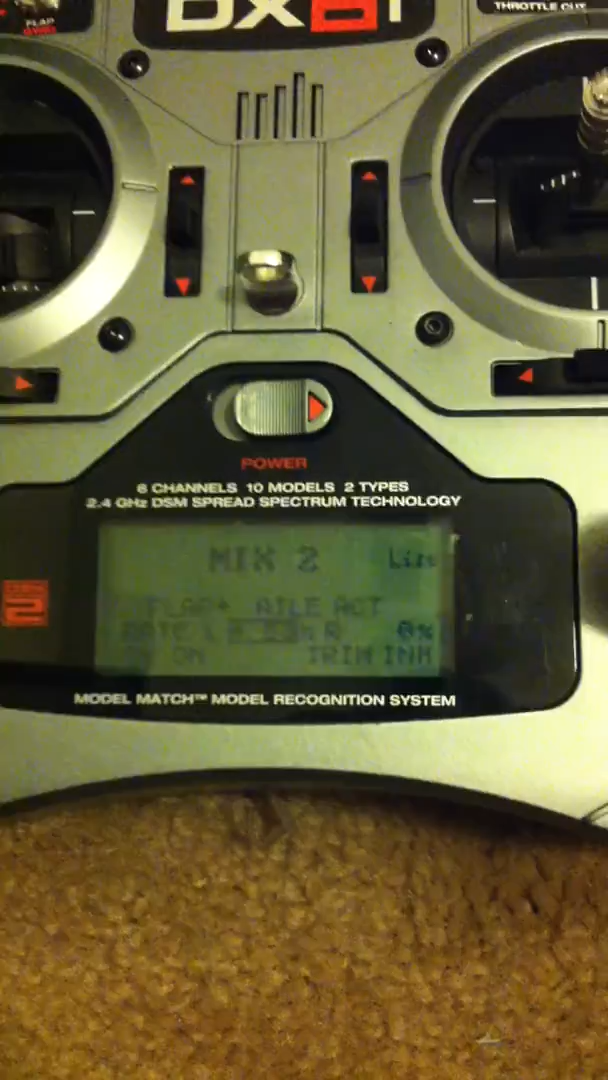 FLAP
THROTTLE CUT
DX6i
POWER
6 CHANNELS 10 MODELS 2 TYPES
2.4 GHz DSM SPREAD SPECTRUM TECHNOLOGY
MIX 2
FLAP→ AILE ACT
RATE L R 0%
ON TRIM INH
2
MODEL MATCH™ MODEL RECOGNITION SYSTEM